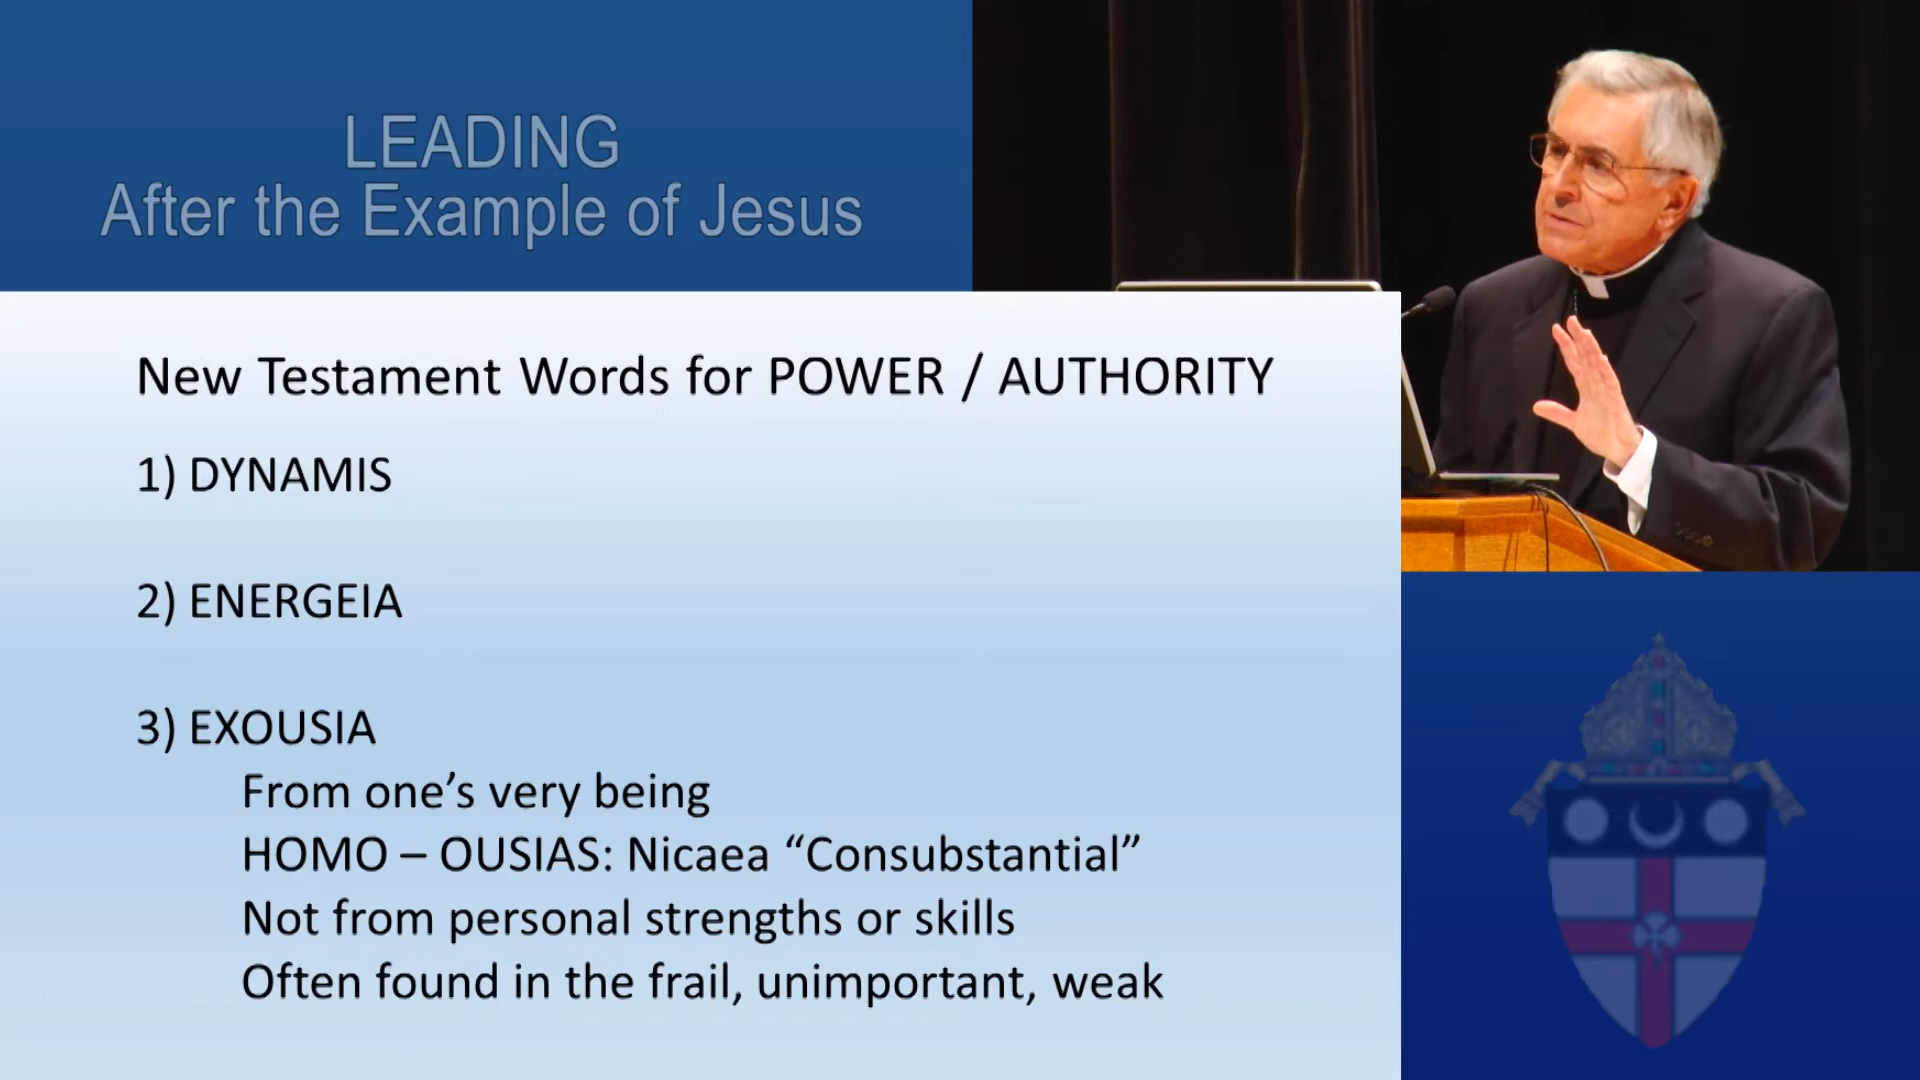 LEADING
After the Example of Jesus
New Testament Words for POWER / AUTHORITY
1) DYNAMIS
2) ENERGEIA
3) EXOUSIA
From one’s very being
HOMO – OUSIAS: Nicaea “Consubstantial”
Not from personal strengths or skills
Often found in the frail, unimportant, weak